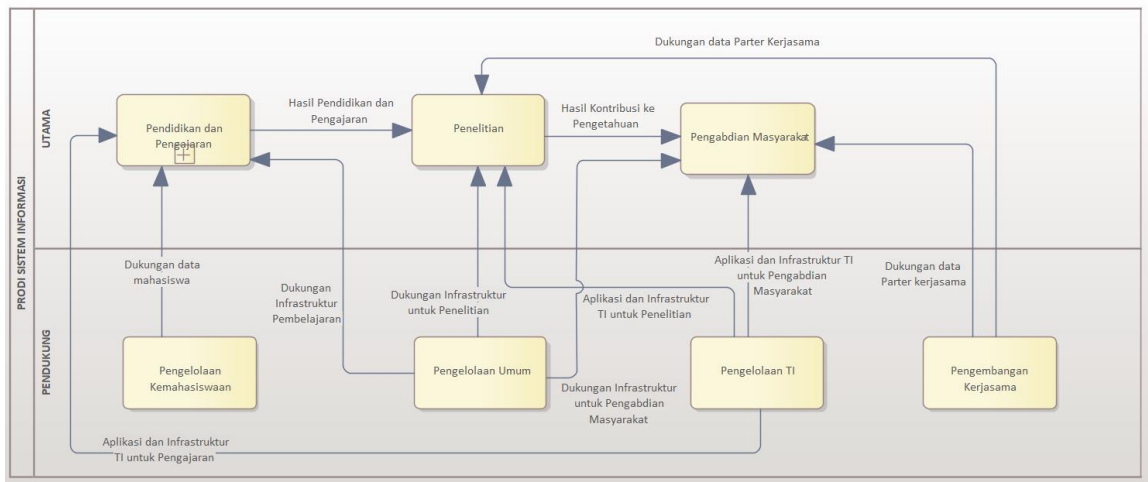 PRODI SISTEM INFORMASI
UTAMA
Dukungan data Parter Kerjasama
Hasil Pendidikan dan
Pengajaran
Hasil Kontribusi ke
Pengetahuan
Pendidikan dan
Pengajaran
Penelitian
Pengabdian Masyarakat
PENDUKUNG
Dukungan data
mahasiswa
Dukungan
Infrastruktur
Pembelajaran
Dukungan Infrastruktur
untuk Penelitian
Aplikasi dan Infrastruktur
TI untuk Penelitian
Aplikasi dan Infrastruktur TI
untuk Pengabdian
Masyarakat
Dukungan data
Parter kerjasama
Pengelolaan
Kemahasiswaan
Pengelolaan Umum
Pengelolaan TI
Pengembangan
Kerjasama
Dukungan Infrastruktur
untuk Pengabdian
Masyarakat
Aplikasi dan Infrastruktur
TI untuk Pengajaran